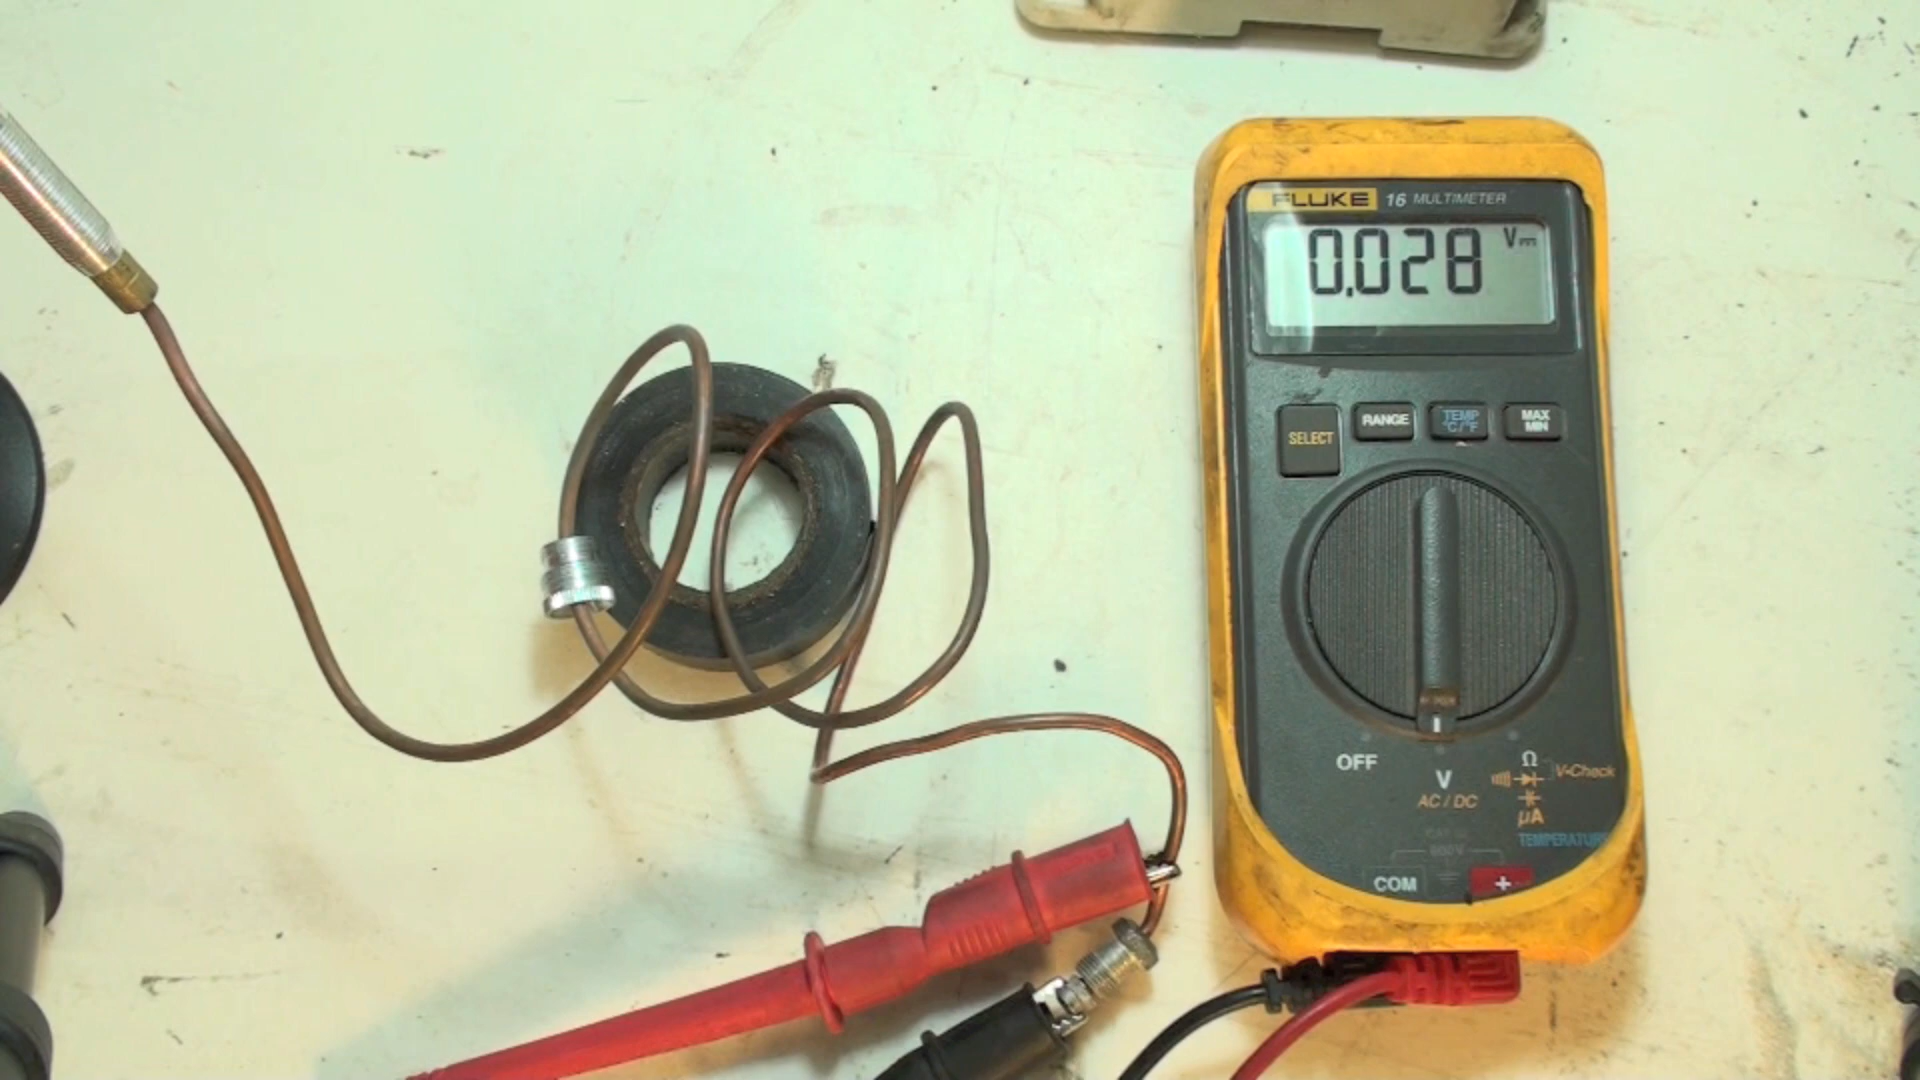 FLUKE 16 MULTIMETER
0.028 V
SELECT
RANGE
TEMP
°C/°F
MAX
MIN
OFF
V
AC / DC
Ω
V-Check
µA
TEMPERATURE
COM
+